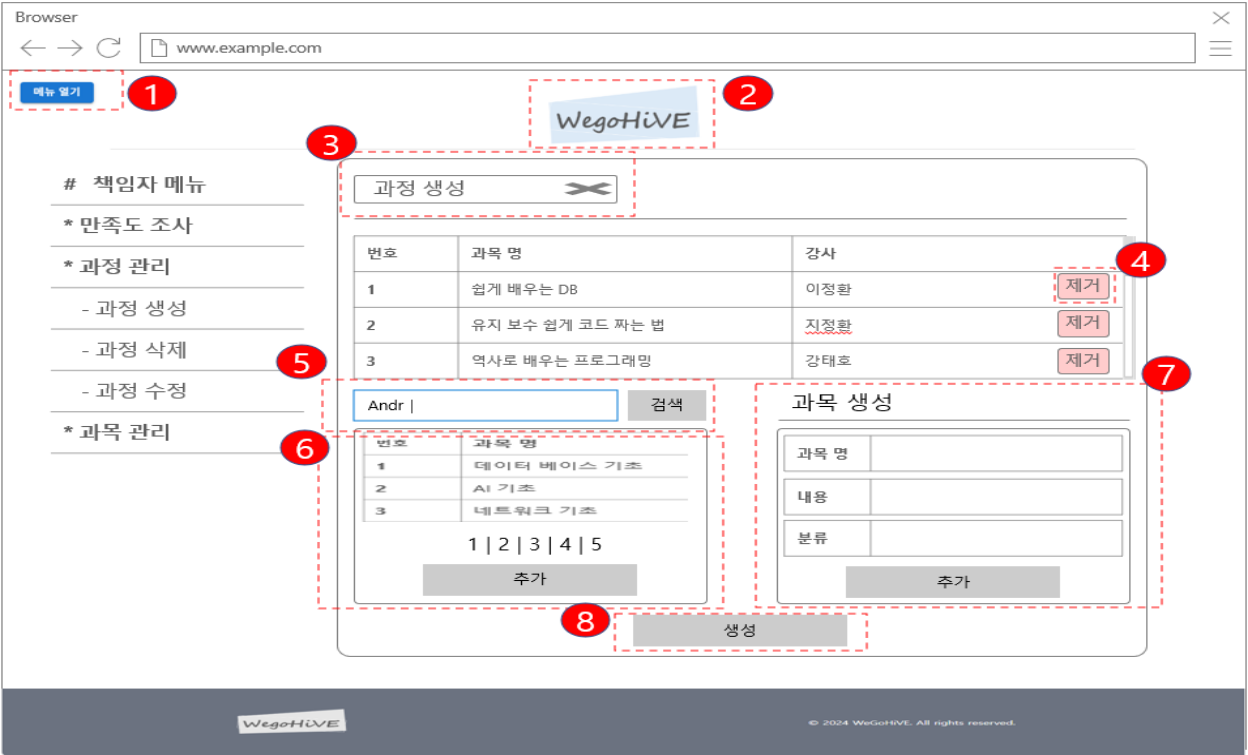 Browser
www.example.com
메뉴 열기
1
WegoHiVE
2
3
# 책임자 메뉴
* 만족도 조사
* 과정 관리
- 과정 생성
- 과정 삭제
- 과정 수정
* 과목 관리
과정 생성
번호 과목 명 강사
4
1 쉽게 배우는 DB 이정환 제거
2 유지 보수 쉽게 코드 짜는 법 지정환 제거
3 역사로 배우는 프로그래밍 강태호 제거
5
Andr | 검색
6
번호 과목 명
1 데이터 베이스 기초
2 AI 기초
3 네트워크 기초
1 | 2 | 3 | 4 | 5
추가
7
과목 생성
과목 명
내용
분류
추가
8
생성
WegoHiVE
© 2024 WeGoHiVE. All rights reserved.